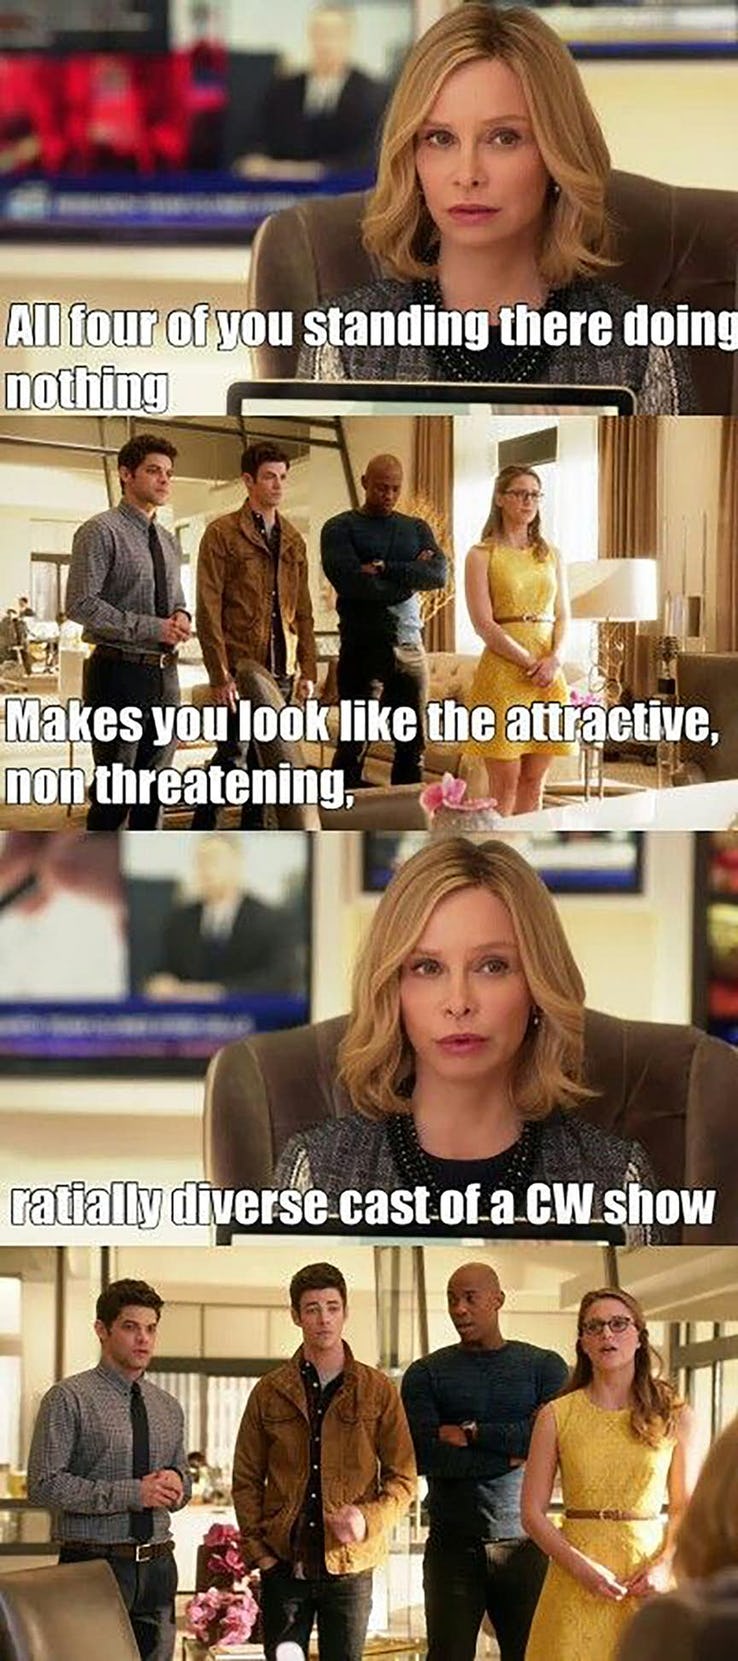 All four of you standing there doing
nothing
Makes you look like the attractive,
non threatening,
ratially diverse cast of a CW show